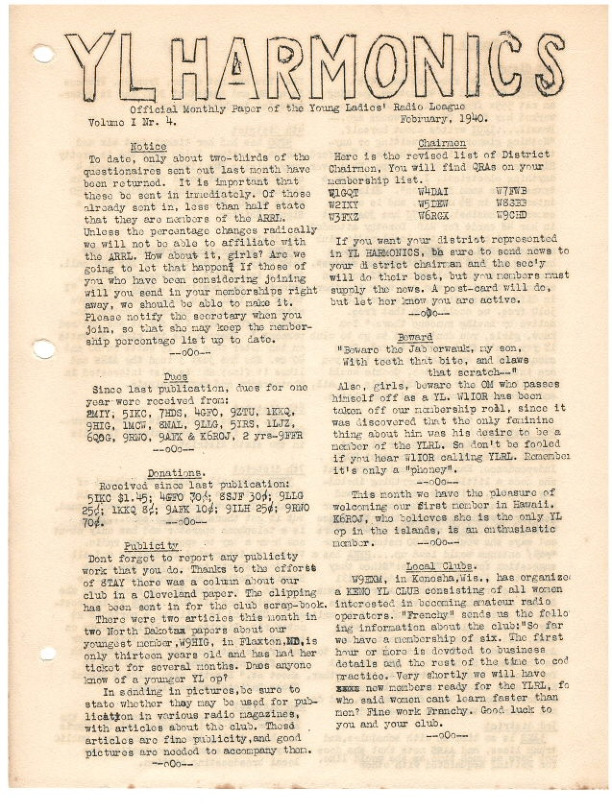 YL HARMONICS
Official Monthly Paper of the Young Ladies' Radio League
Volume I Nr. 4. February, 1940.
Notice
To date, only about two-thirds of the
questionaires sent out last month have
been returned. It is important that
these be sent in immediately. Of those
already sent in, less than half state
that they are members of the ARRL.
Unless the percentage changes radically
we will not be able to affiliate with
the ARRL. How about it, girls? Are we
going to let that happen? If those of
you who have been considering joining
will you send in your memberships right
away, we should be able to make it.
Please notify the secretary when you
join, so that she may keep the member-
ship percentage list up to date.
--oOo--
Dues
Since last publication, dues for one
year were received from:
8MIY, 5IKC, 7HDS, 4GFO, 9ZTU, 1KKQ,
9HIG, 1MCW, 8NAL, 9LLG, 5IRS, 1LJZ,
6QOG, 9RWO, 9AFX & K6ROJ, 2 yrs-9FFR
--oOo--
Donations.
Received since last publication:
5IKC $1.45; 4GFO 70¢; 8SJF 30¢; 9LLG
25¢; 1KKQ 8¢; 9AFK 10¢; 9ILH 25¢; 9RWO
70¢. --oOo--
Publicity
Dont forget to report any publicity
work that you do. Thanks to the efforts
of 8TAY there was a column about our
club in a Cleveland paper. The clipping
has been sent in for the club scrap-book.
There were two articles this month in
two North Dakota papers about our
youngest member, W9HIG, in Flaxton,ND,is
only thirteen years old and has had her
ticket for several months. Does anyone
know of a younger YL op?
In sending in pictures,be sure to
state whether they may be used for pub-
lication in various radio magazines,
with articles about the club. These
articles are fine publicity,and good
pictures are needed to accompany them.
--oOo--
Chairmen
Here is the revised list of District
Chairmen, You will find QRAs on your
membership list.
W1GQT W4DAI W7FWB
W2IXY W5DEW
W3FXZ W6RGX W9CHD
If you want your district represented
in YL HARMONICS, be sure to send news to
your district chairman and the sec'y
will do their best, but you members must
supply the news. A post-card will do,
but let her know you are active.
--oOo--
Beward
"Beware the Jabberwauk, my son,
With teeth that bite, and claws
that scratch--"
Also, girls, beware the OM who passes
himself off as a YL. W1IOR has been
taken off our membership roll, since it
was discovered that the only feminine
thing about him was his desire to be a
member of the YLRL. So don't be fooled
if you hear W1IOR calling YLRL. Remember
it's only a "phoney".
--oOo--
This month we have the pleasure of
welcoming our first member in Hawaii.
K6ROJ, who believes she is the only YL
op in the islands, is an enthusiastic
member. --oOo--
Local Clubs.
W9DXM, in Kenosha,Wis., has organize
a KENO YL CLUB consisting of all women
interested in becoming amateur radio
operators. "Frenchy" sends us the follo
ing information about the club:"So far
we have a membership of six. The first
hour or more is devoted to business
details and the rest of the time to cod
practice. Very shortly we will have
new members ready for the YLRL, fo
who said women cant learn faster than
men? Fine work Frenchy. Good luck to
you and your club.
--oOo--